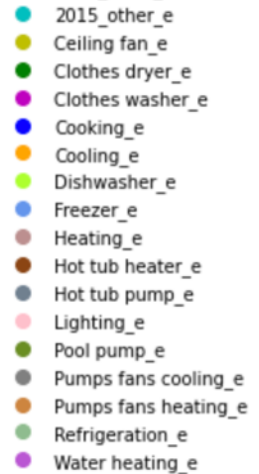 2015_other_e
Ceiling fan_e
Clothes dryer_e
Clothes washer_e
Cooking_e
Cooling_e
Dishwasher_e
Freezer_e
Heating_e
Hot tub heater_e
Hot tub pump_e
Lighting_e
Pool pump_e
Pumps fans cooling_e
Pumps fans heating_e
Refrigeration_e
Water heating_e